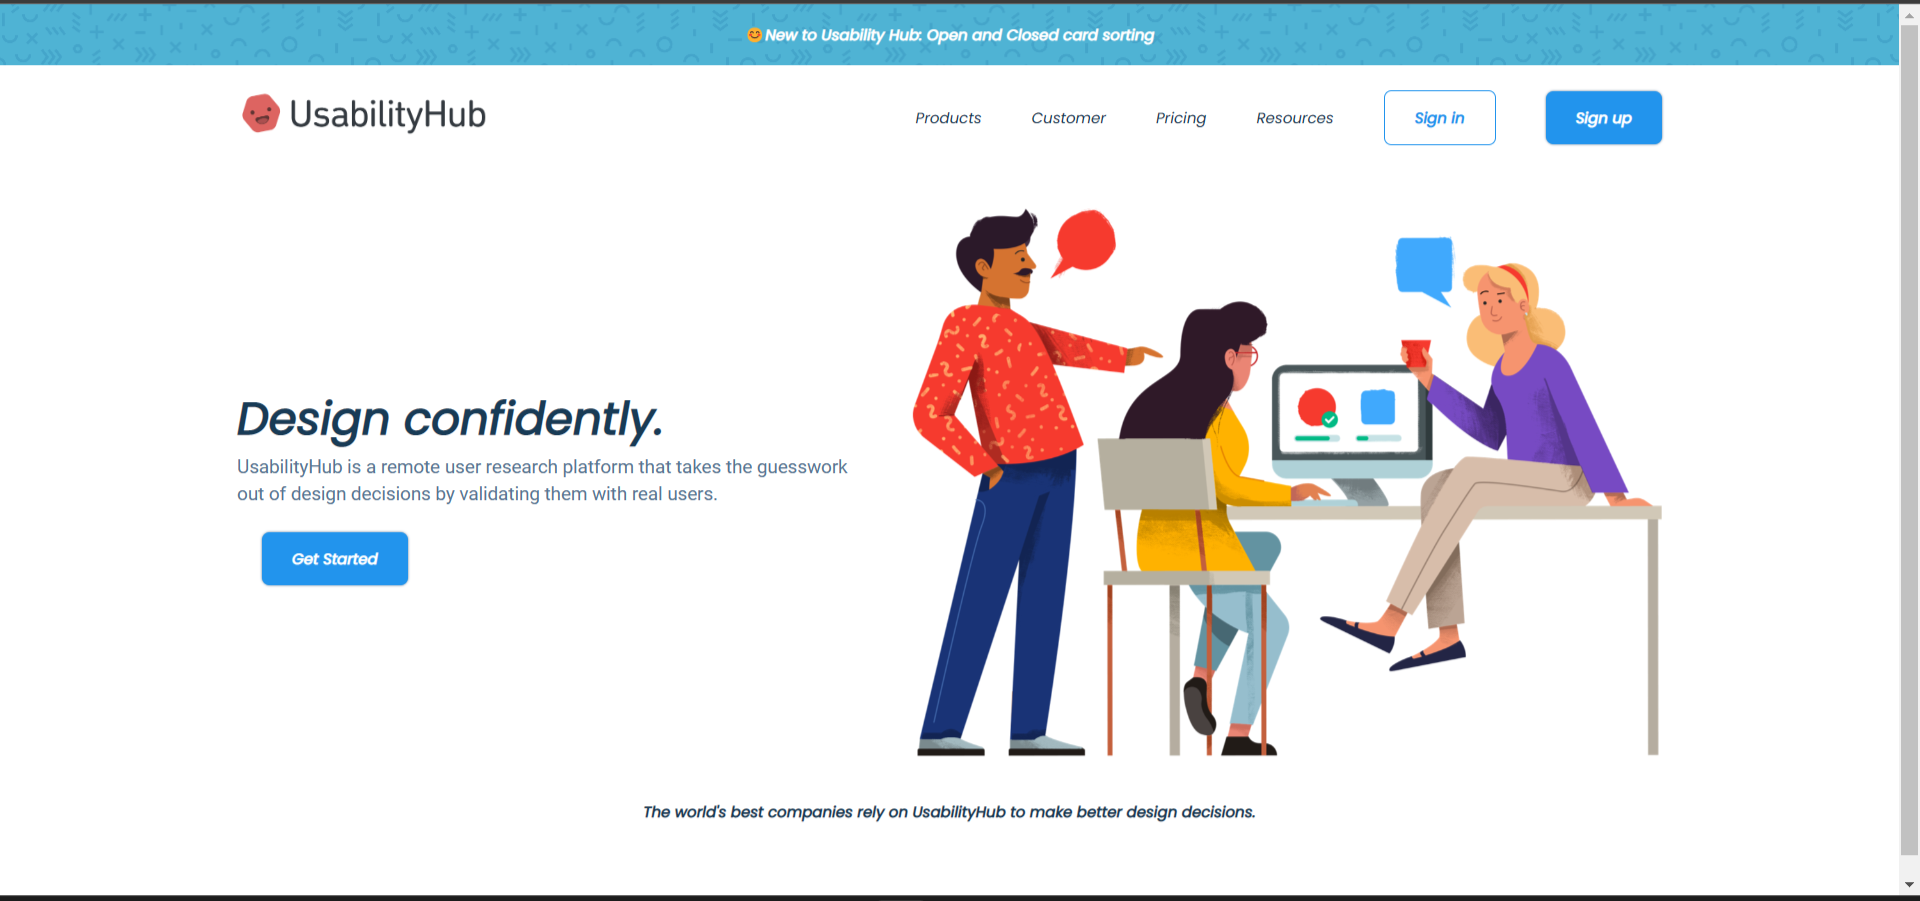 😊 New to Usability Hub: Open and Closed card sorting
UsabilityHub
Products
Customer
Pricing
Resources
Sign in
Sign up
Design confidently.
UsabilityHub is a remote user research platform that takes the guesswork
out of design decisions by validating them with real users.
Get Started
The world's best companies rely on UsabilityHub to make better design decisions.